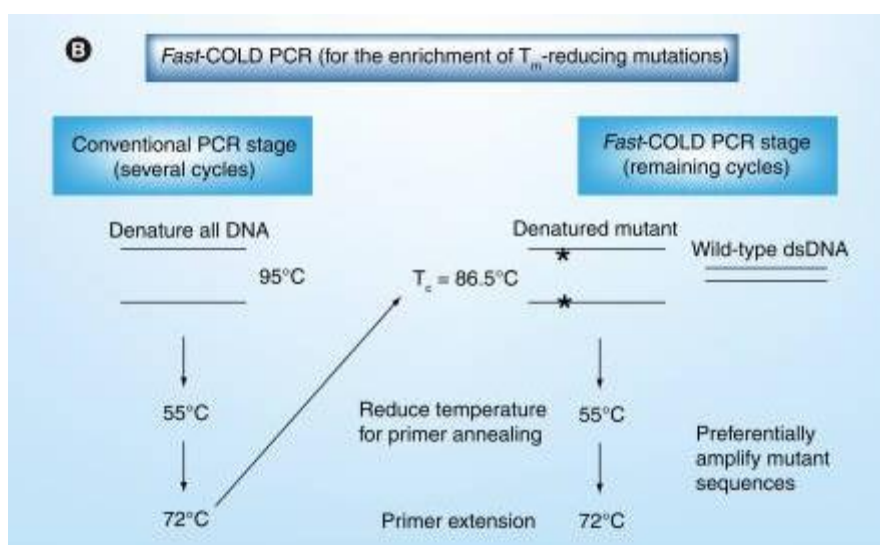 B
Fast-COLD PCR (for the enrichment of Tm-reducing mutations)
Conventional PCR stage
(several cycles)
Fast-COLD PCR stage
(remaining cycles)
Denature all DNA
95°C
55°C
72°C
Tc = 86.5°C
Denatured mutant
*
*
Wild-type dsDNA
Reduce temperature
for primer annealing
55°C
Preferentially
amplify mutant
sequences
Primer extension
72°C